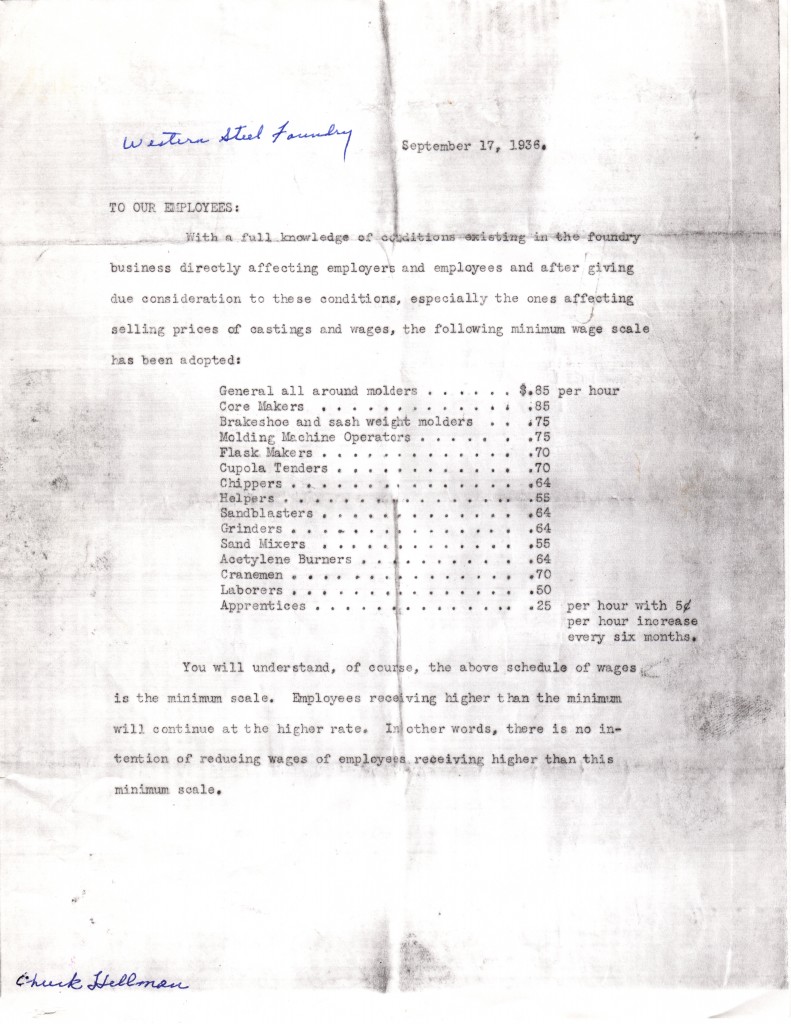 Western Steel Foundry
September 17, 1936.
TO OUR EMPLOYEES:
With a full knowledge of conditions existing in the foundry
business directly affecting employers and employees and after giving
due consideration to these conditions, especially the ones affecting
selling prices of castings and wages, the following minimum wage scale
has been adopted:
General all around molders . . . . . . $.85 per hour
Core Makers . . . . . . . . . . . . .85
Brakeshoe and sash weight molders . . .75
Molding Machine Operators . . . . . . .75
Flask Makers . . . . . . . . . . . . .70
Cupola Tenders . . . . . . . . . . . .70
Chippers . . . . . . . . . . . . . . .64
Helpers . . . . . . . . . . . . . . .55
Sandblasters . . . . . . . . . . . . .64
Grinders . . . . . . . . . . . . . . .64
Sand Mixers . . . . . . . . . . . . .55
Acetylene Burners . . . . . . . . . . .64
Cranemen . . . . . . . . . . . . . . .70
Laborers . . . . . . . . . . . . . . .50
Apprentices . . . . . . . . . . . . . .25 per hour with 5¢
per hour increase
every six months.
You will understand, of course, the above schedule of wages
is the minimum scale. Employees receiving higher than the minimum
will continue at the higher rate. In other words, there is no in-
tention of reducing wages of employees receiving higher than this
minimum scale.
Chuck Hellman